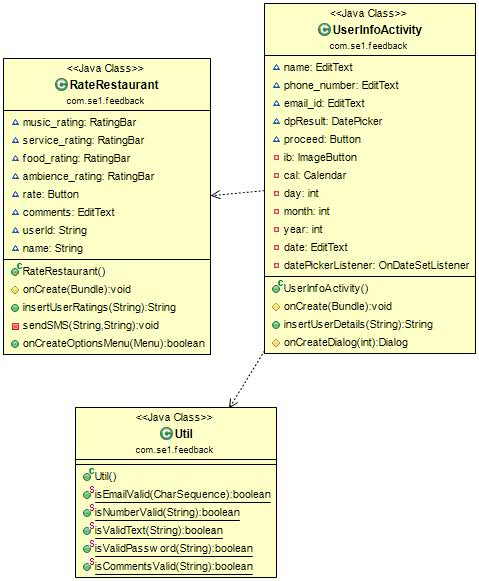 <<Java Class>>
RateRestaurant
com.se1.feedback
music_rating: RatingBar
service_rating: RatingBar
food_rating: RatingBar
ambience_rating: RatingBar
rate: Button
comments: EditText
userId: String
name: String
RateRestaurant()
onCreate(Bundle):void
insertUserRatings(String):String
sendSMS(String,String):void
onCreateOptionsMenu(Menu):boolean
<<Java Class>>
UserInfoActivity
com.se1.feedback
name: EditText
phone_number: EditText
email_id: EditText
dpResult: DatePicker
proceed: Button
ib: ImageButton
cal: Calendar
day: int
month: int
year: int
date: EditText
datePickerListener: OnDateSetListener
UserInfoActivity()
onCreate(Bundle):void
insertUserDetails(String):String
onCreateDialog(int):Dialog
<<Java Class>>
Util
com.se1.feedback
Util()
isEmailValid(CharSequence):boolean
isNumberValid(String):boolean
isValidText(String):boolean
isValidPassword(String):boolean
isCommentsValid(String):boolean